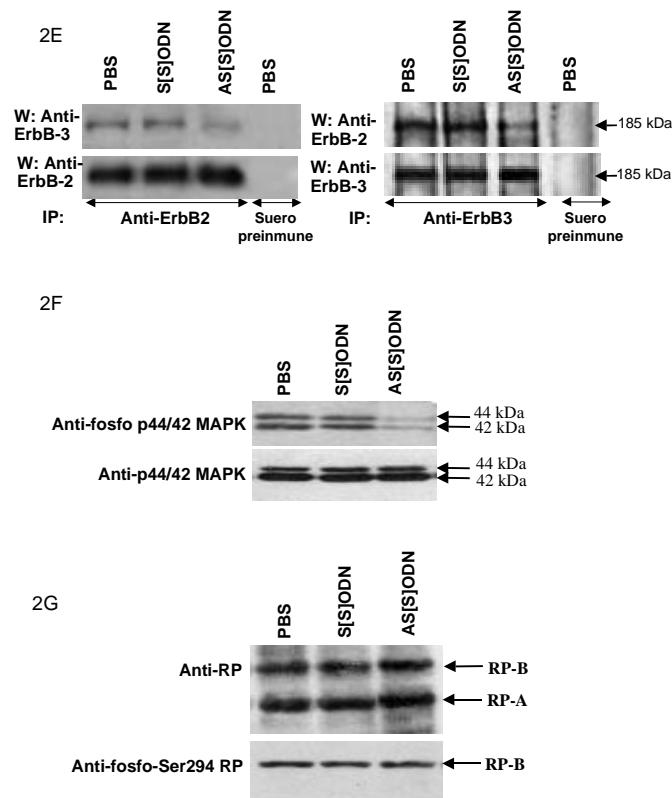 2E
PBS
S[S]ODN
AS[S]ODN
PBS
PBS
S[S]ODN
AS[S]ODN
PBS
W: Anti-
ErbB-3
W: Anti-
ErbB-2
W: Anti-
ErbB-2
185 kDa
W: Anti-
ErbB-3
185 kDa
IP:
Anti-ErbB2
Suero
preinmune
IP:
Anti-ErbB3
Suero
preinmune
2F
PBS
S[S]ODN
AS[S]ODN
Anti-fosfo p44/42 MAPK
44 kDa
42 kDa
Anti-p44/42 MAPK
44 kDa
42 kDa
2G
PBS
S[S]ODN
AS[S]ODN
Anti-RP
RP-B
RP-A
Anti-fosfo-Ser294 RP
RP-B